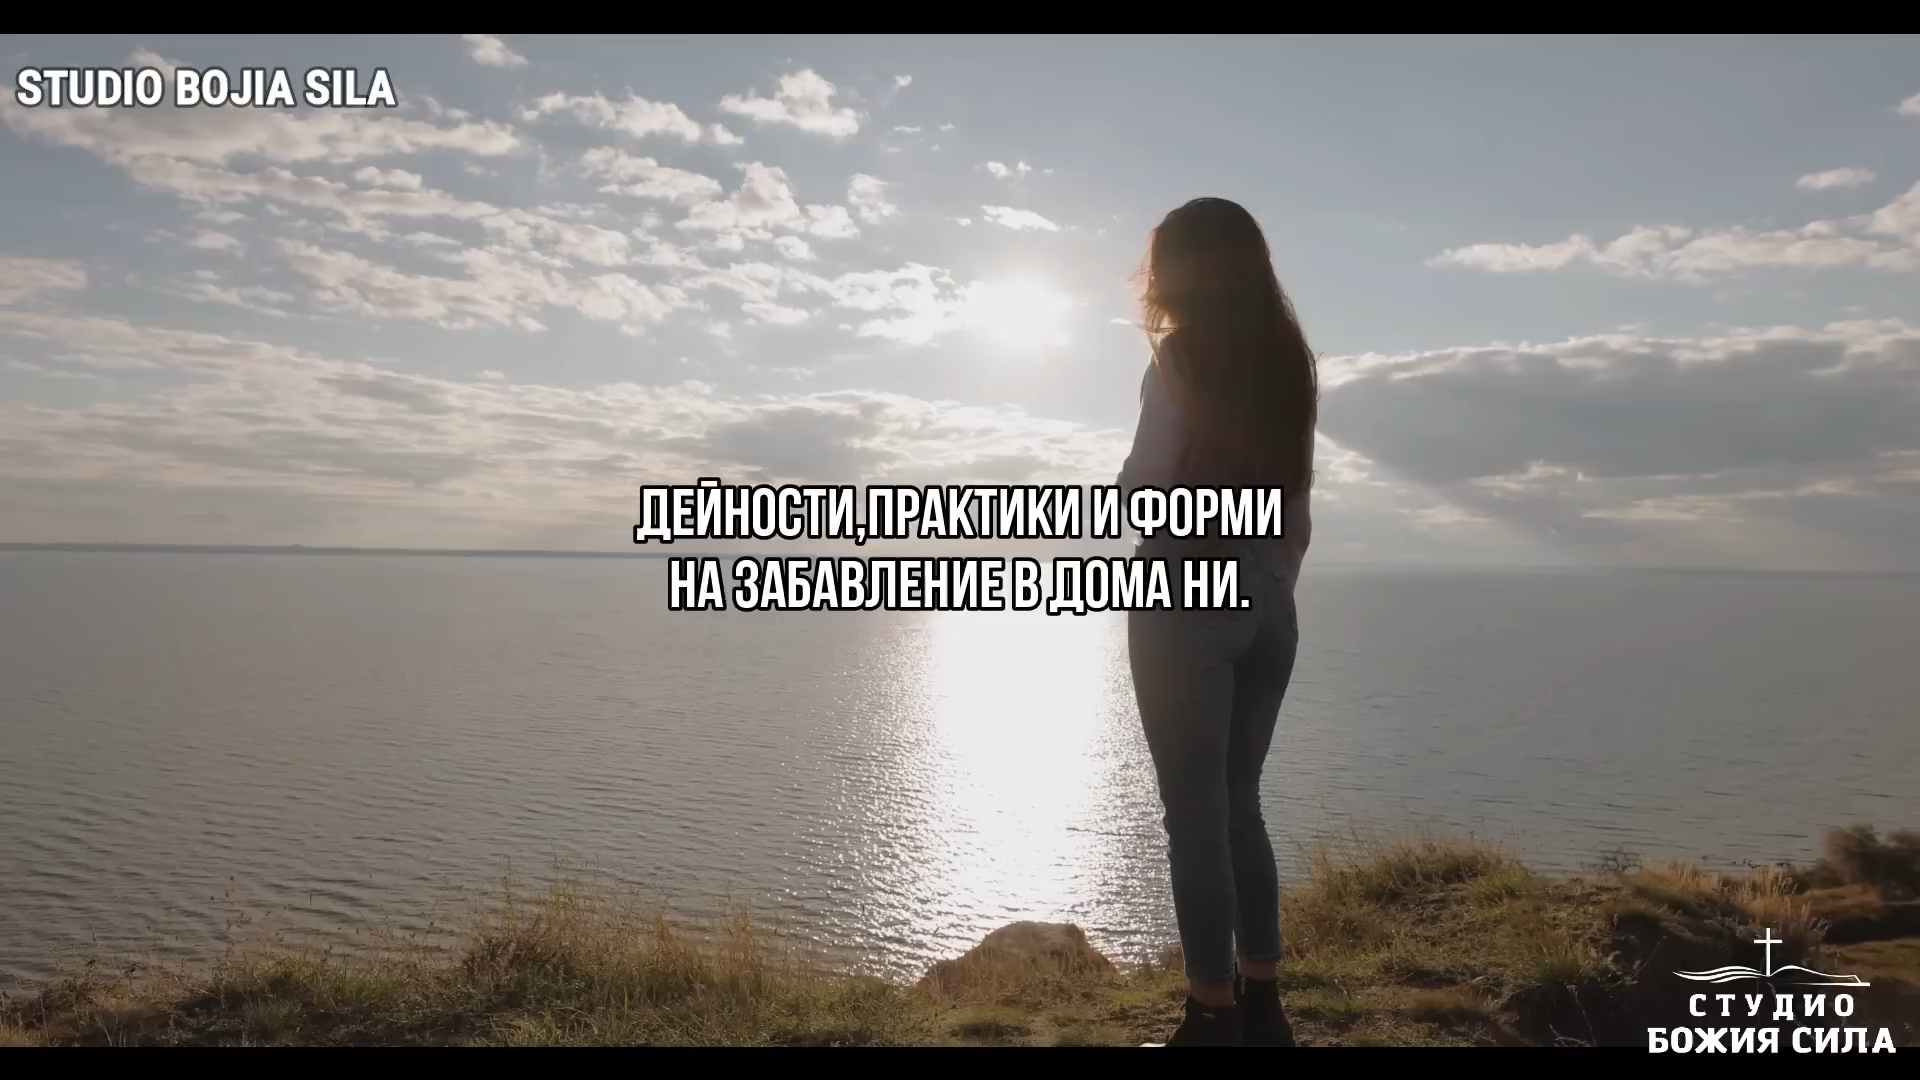 STUDIO BOJIA SILA
ДЕЙНОСТИ,ПРАКТИКИ И ФОРМИ
НА ЗАБАВЛЕНИЕ В ДОМА НИ.
СТУДИО
БОЖИЯ СИЛА